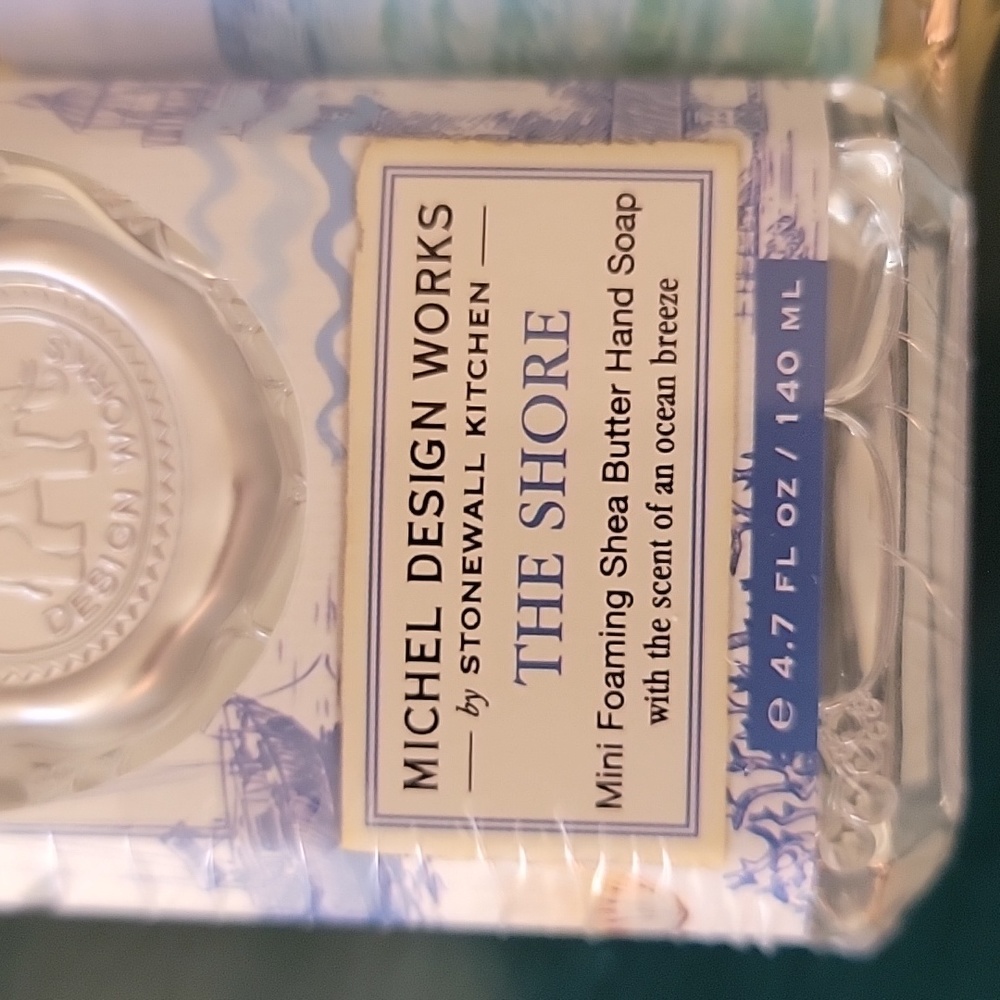 DESIGN WORKS
MICHEL DESIGN WORKS
by STONEWALL KITCHEN
THE SHORE
Mini Foaming Shea Butter Hand Soap
with the scent of an ocean breeze
℮ 4.7 FL OZ / 140 ML